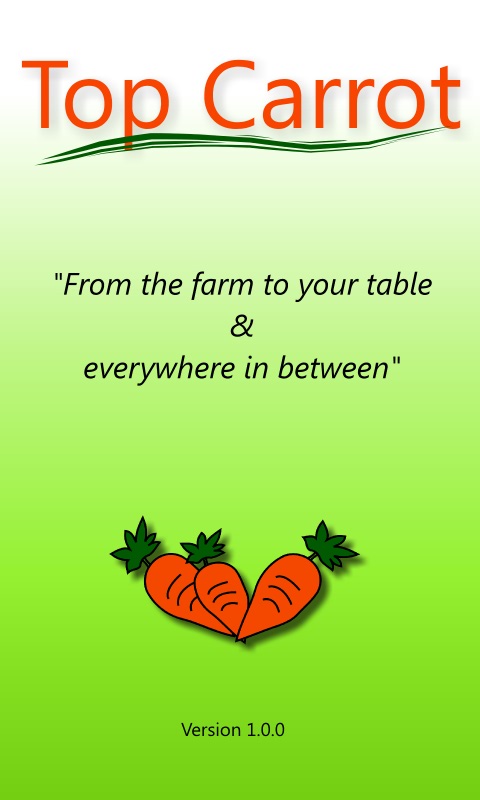 Top Carrot
"From the farm to your table
&
everywhere in between"
Version 1.0.0